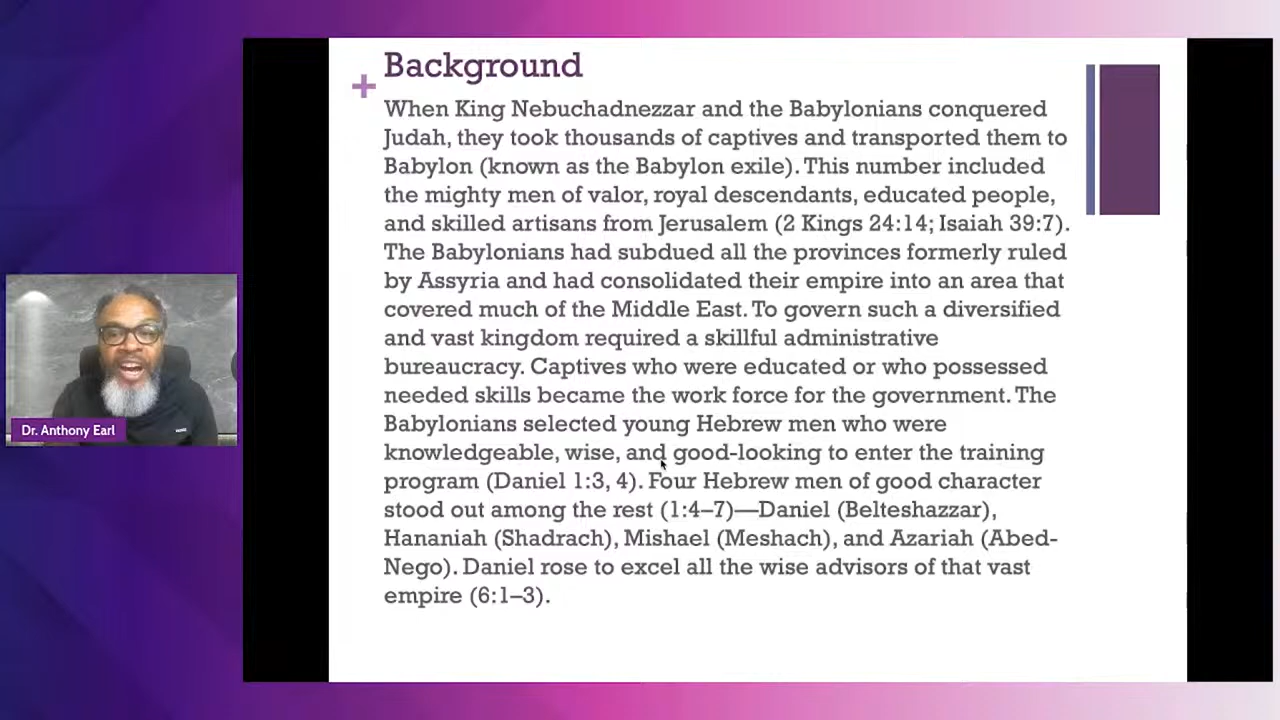 Background
+
When King Nebuchadnezzar and the Babylonians conquered
Judah, they took thousands of captives and transported them to
Babylon (known as the Babylon exile). This number included
the mighty men of valor, royal descendants, educated people,
and skilled artisans from Jerusalem (2 Kings 24:14; Isaiah 39:7).
The Babylonians had subdued all the provinces formerly ruled
by Assyria and had consolidated their empire into an area that
covered much of the Middle East. To govern such a diversified
and vast kingdom required a skillful administrative
bureaucracy. Captives who were educated or who possessed
needed skills became the work force for the government. The
Babylonians selected young Hebrew men who were
knowledgeable, wise, and good-looking to enter the training
program (Daniel 1:3, 4). Four Hebrew men of good character
stood out among the rest (1:4–7)—Daniel (Belteshazzar),
Hananiah (Shadrach), Mishael (Meshach), and Azariah (Abed-
Nego). Daniel rose to excel all the wise advisors of that vast
empire (6:1–3).
Dr. Anthony Earl